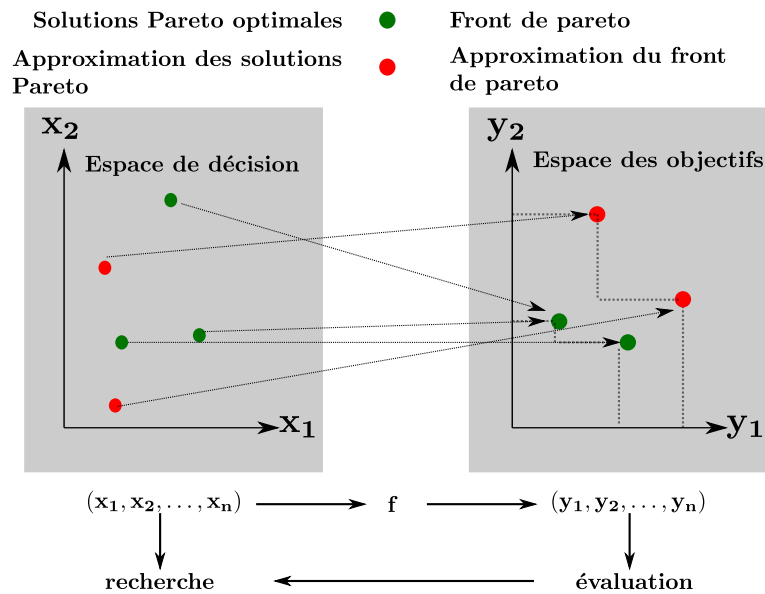 Solutions Pareto optimales
Front de pareto
Approximation des solutions
Pareto
Approximation du front
de pareto
x₂
Espace de décision
x₁
y₂
Espace des objectifs
y₁
(x₁, x₂, . . . , xₙ)
f
(y₁, y₂, . . . , yₙ)
recherche
évaluation